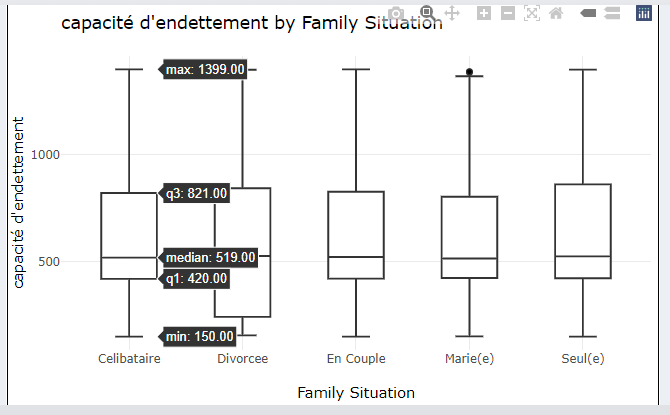 capacité d'endettement by Family Situation
capacité d'endettement
1000
500
max: 1399.00
q3: 821.00
median: 519.00
q1: 420.00
min: 150.00
Celibataire
Divorcee
En Couple
Marie(e)
Seul(e)
Family Situation